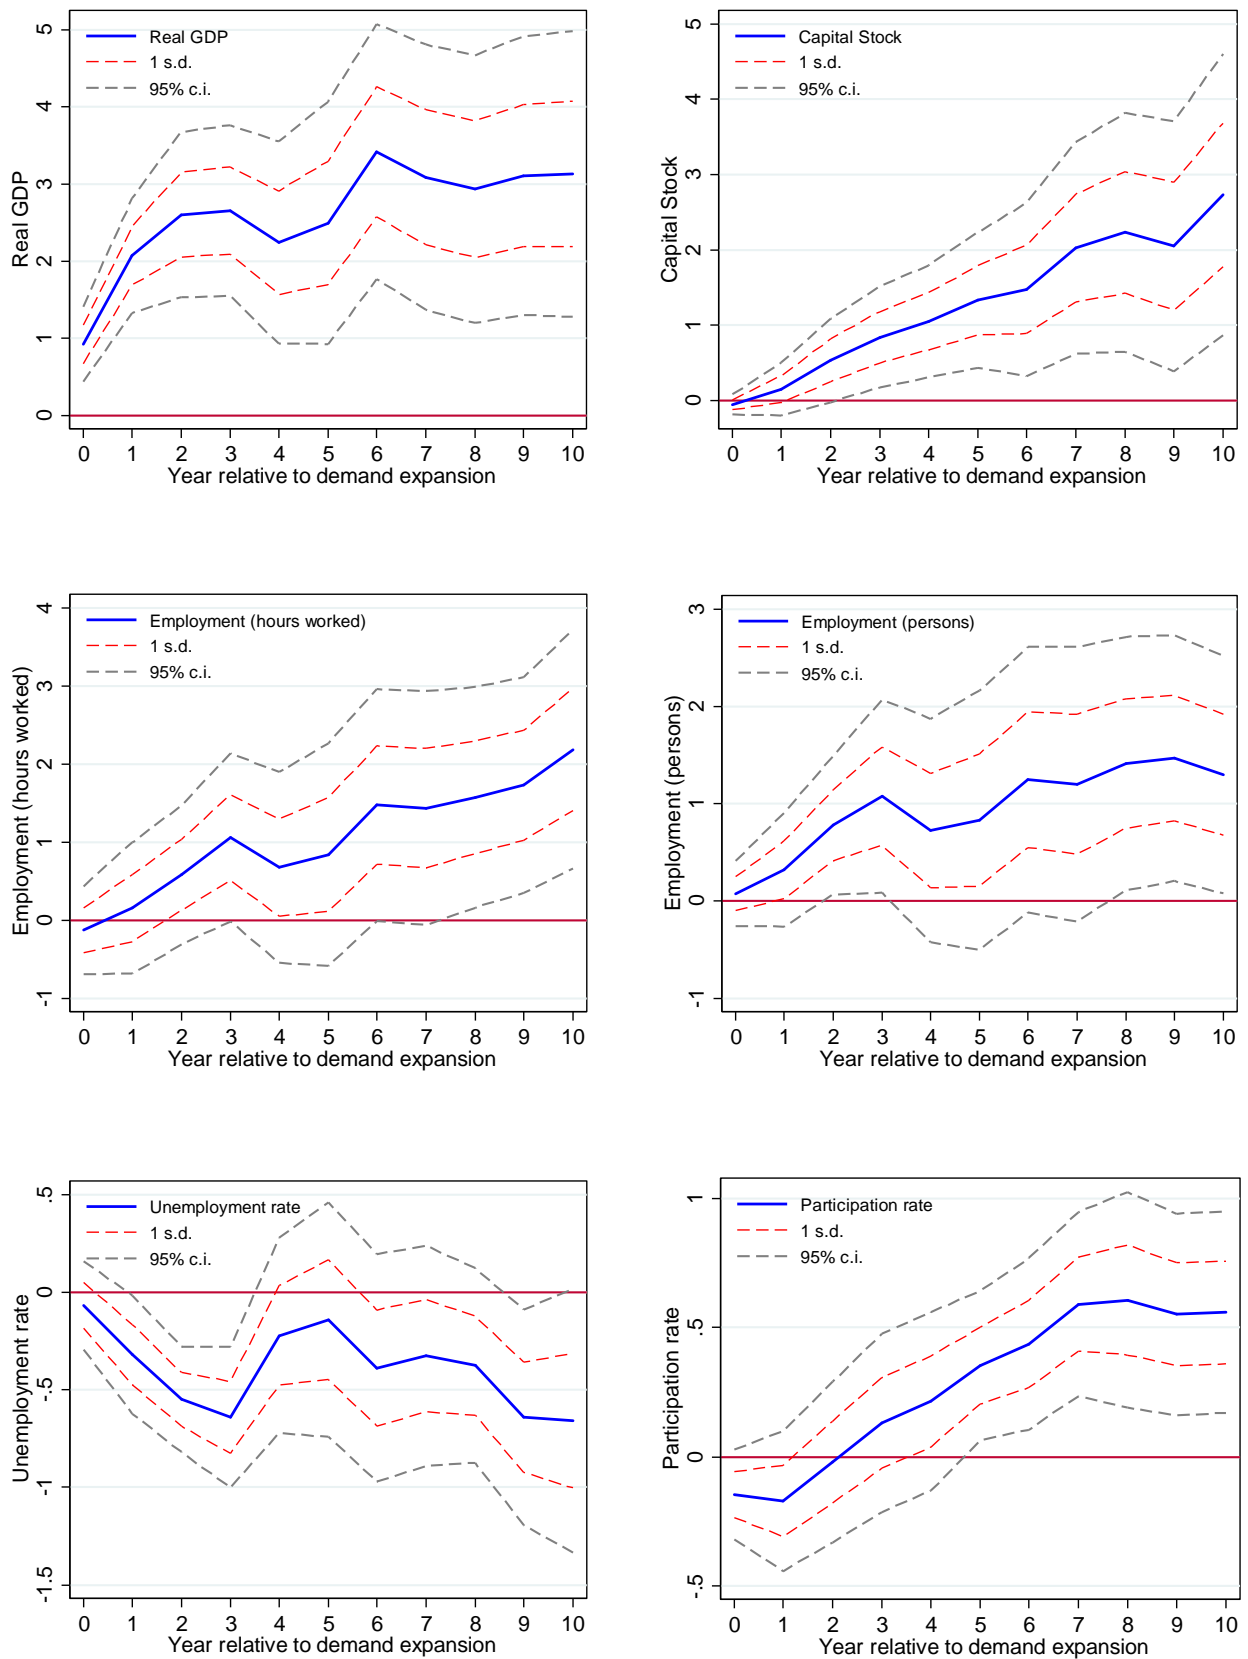 Real GDP
1 s.d.
95% c.i.
Real GDP
5
4
3
2
1
0
0 1 2 3 4 5 6 7 8 9 10
Year relative to demand expansion
Capital Stock
1 s.d.
95% c.i.
Capital Stock
5
4
3
2
1
0
0 1 2 3 4 5 6 7 8 9 10
Year relative to demand expansion
Employment (hours worked)
1 s.d.
95% c.i.
Employment (hours worked)
4
3
2
1
0
-1
0 1 2 3 4 5 6 7 8 9 10
Year relative to demand expansion
Employment (persons)
1 s.d.
95% c.i.
Employment (persons)
3
2
1
0
-1
0 1 2 3 4 5 6 7 8 9 10
Year relative to demand expansion
Unemployment rate
1 s.d.
95% c.i.
Unemployment rate
.5
0
-.5
-1
-1.5
0 1 2 3 4 5 6 7 8 9 10
Year relative to demand expansion
Participation rate
1 s.d.
95% c.i.
Participation rate
1
.5
0
-.5
0 1 2 3 4 5 6 7 8 9 10
Year relative to demand expansion